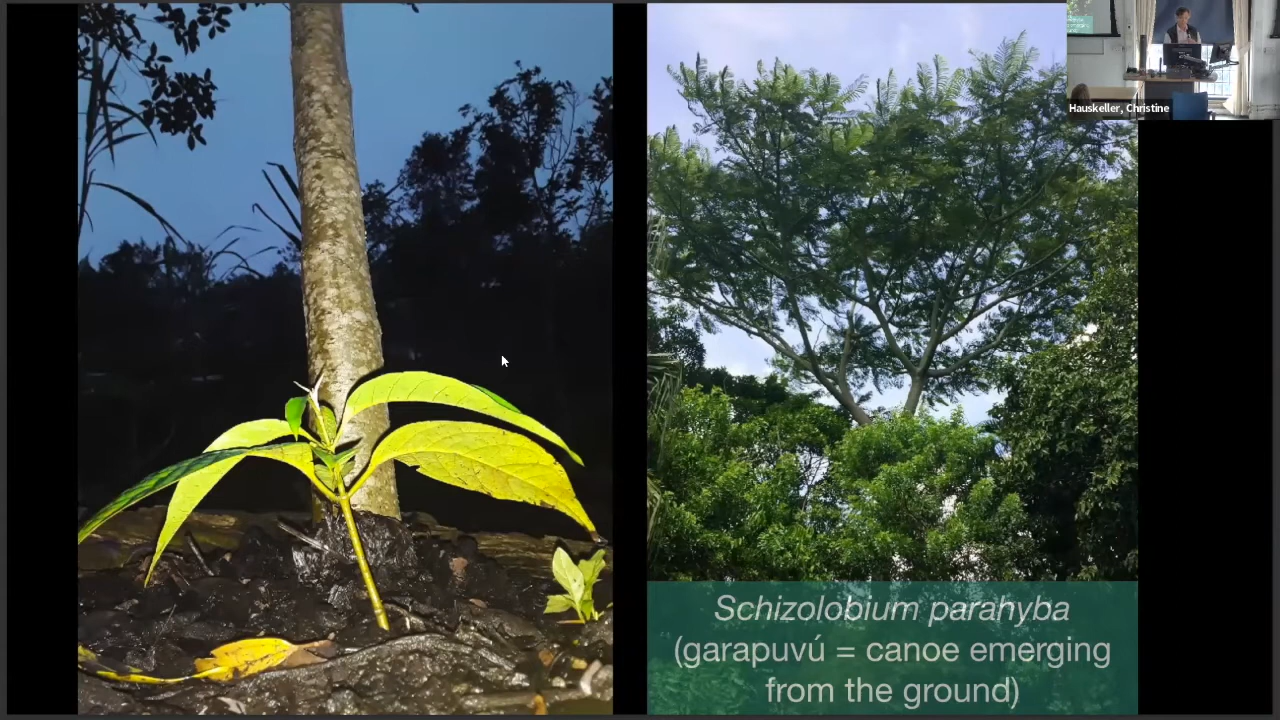 Hauskeller, Christine
Schizolobium parahyba
(garapuvú = canoe emerging
from the ground)